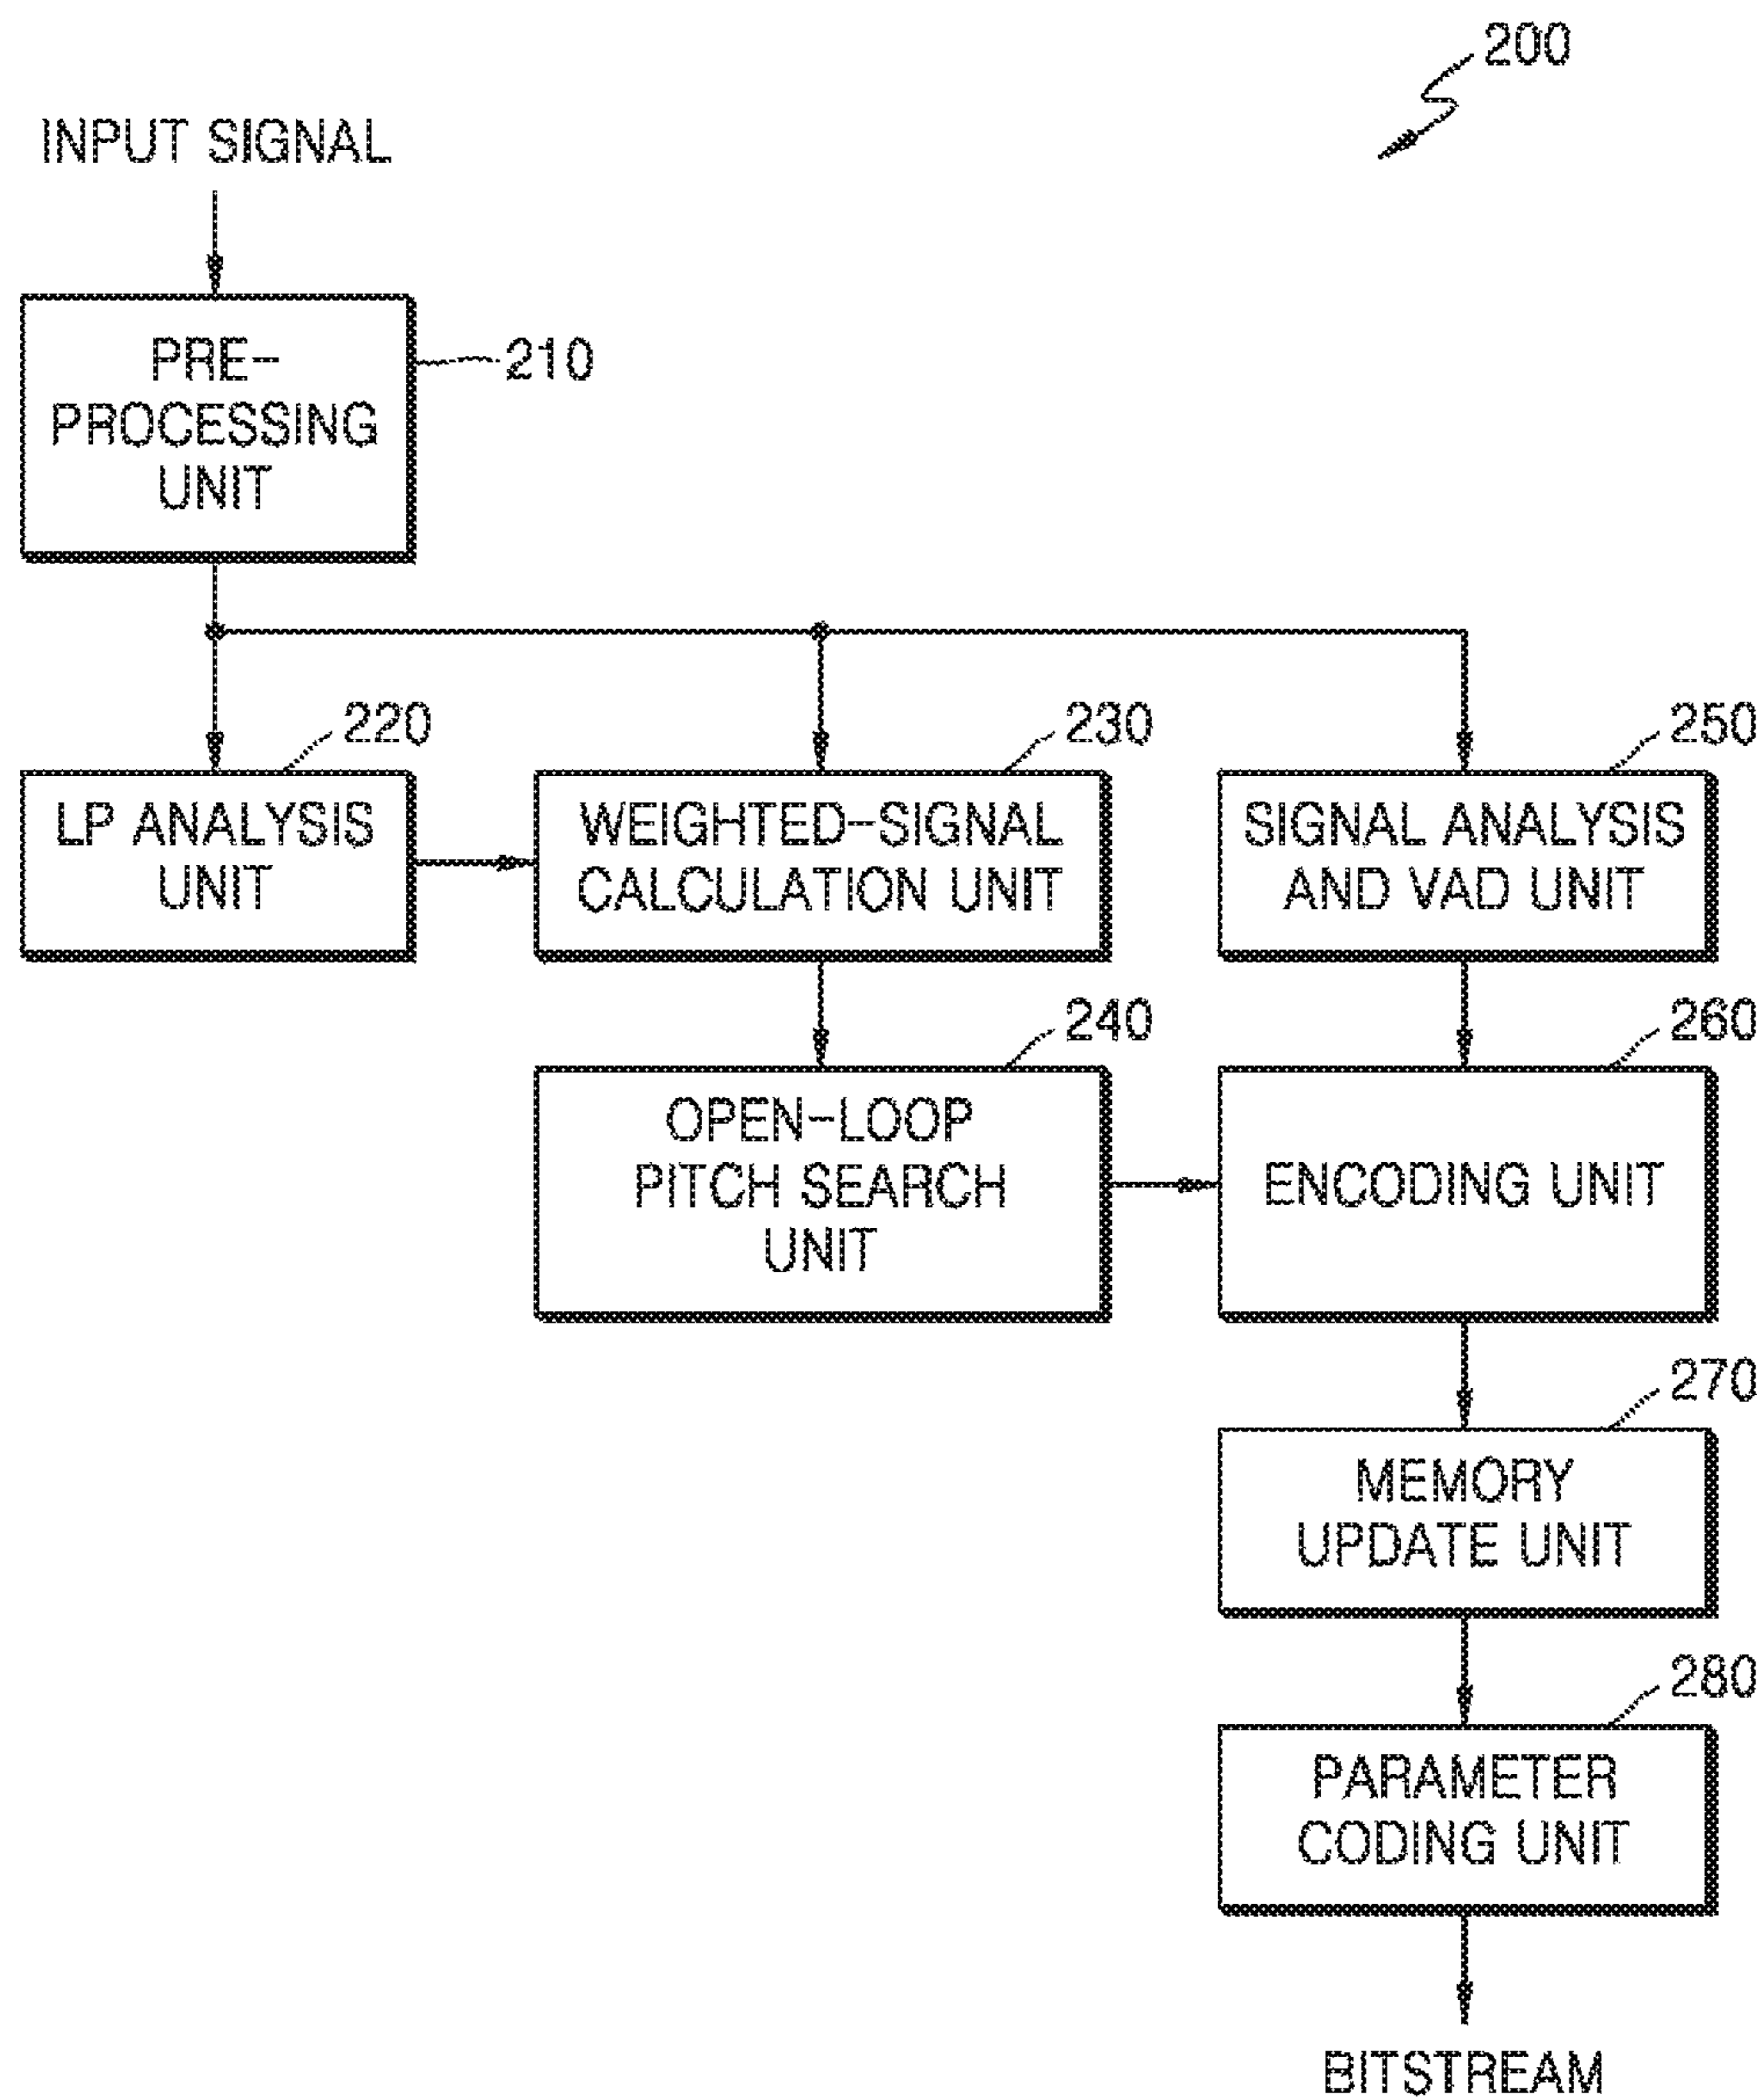 200
INPUT SIGNAL
PRE-
PROCESSING
UNIT
210
220
230
250
LP ANALYSIS
UNIT
WEIGHTED-SIGNAL
CALCULATION UNIT
SIGNAL ANALYSIS
AND VAD UNIT
240
260
OPEN-LOOP
PITCH SEARCH
UNIT
ENCODING UNIT
270
MEMORY
UPDATE UNIT
280
PARAMETER
CODING UNIT
BITSTREAM